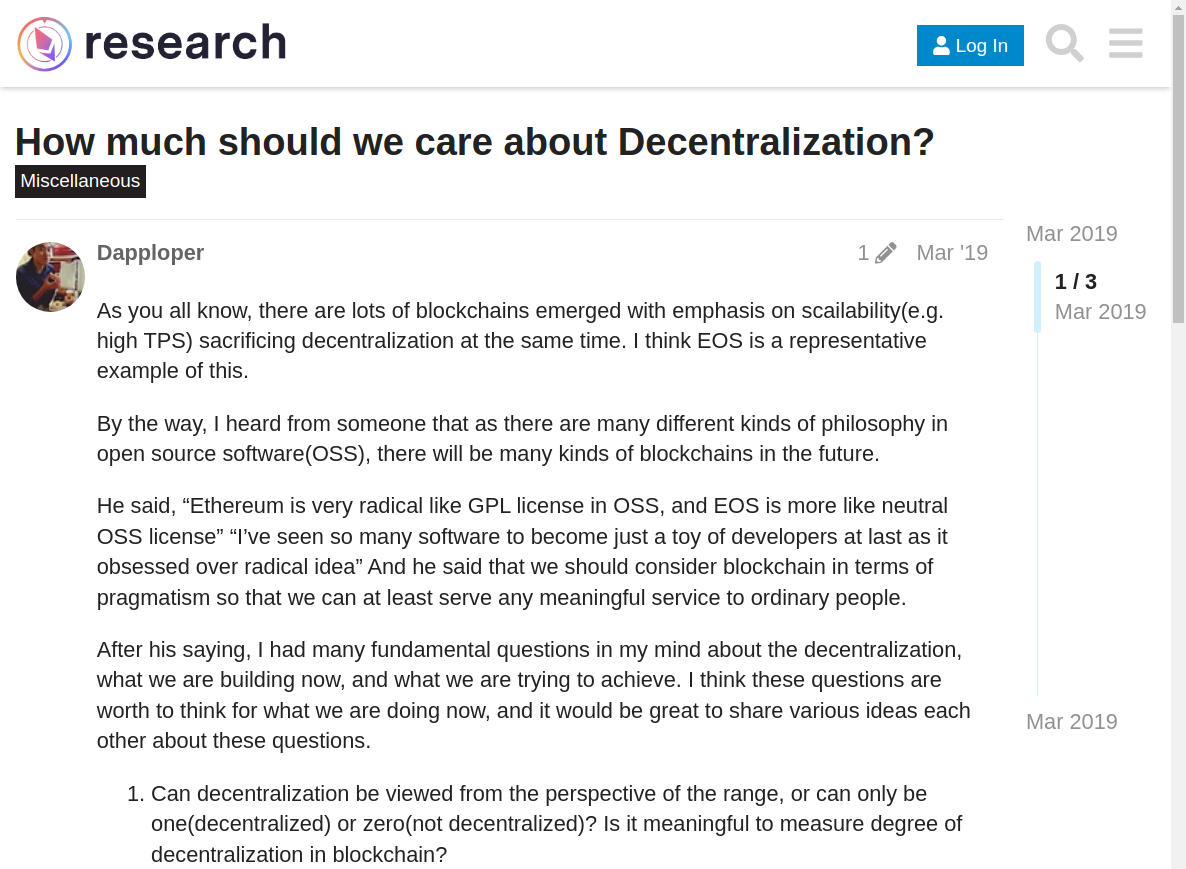 research
Log In
How much should we care about Decentralization?
Miscellaneous
Mar 2019
Dapploper
1
Mar '19
1 / 3
Mar 2019
As you all know, there are lots of blockchains emerged with emphasis on scailability(e.g.
high TPS) sacrificing decentralization at the same time. I think EOS is a representative
example of this.
By the way, I heard from someone that as there are many different kinds of philosophy in
open source software(OSS), there will be many kinds of blockchains in the future.
He said, “Ethereum is very radical like GPL license in OSS, and EOS is more like neutral
OSS license” “I’ve seen so many software to become just a toy of developers at last as it
obsessed over radical idea” And he said that we should consider blockchain in terms of
pragmatism so that we can at least serve any meaningful service to ordinary people.
After his saying, I had many fundamental questions in my mind about the decentralization,
what we are building now, and what we are trying to achieve. I think these questions are
worth to think for what we are doing now, and it would be great to share various ideas each
other about these questions.
Mar 2019
1. Can decentralization be viewed from the perspective of the range, or can only be
one(decentralized) or zero(not decentralized)? Is it meaningful to measure degree of
decentralization in blockchain?